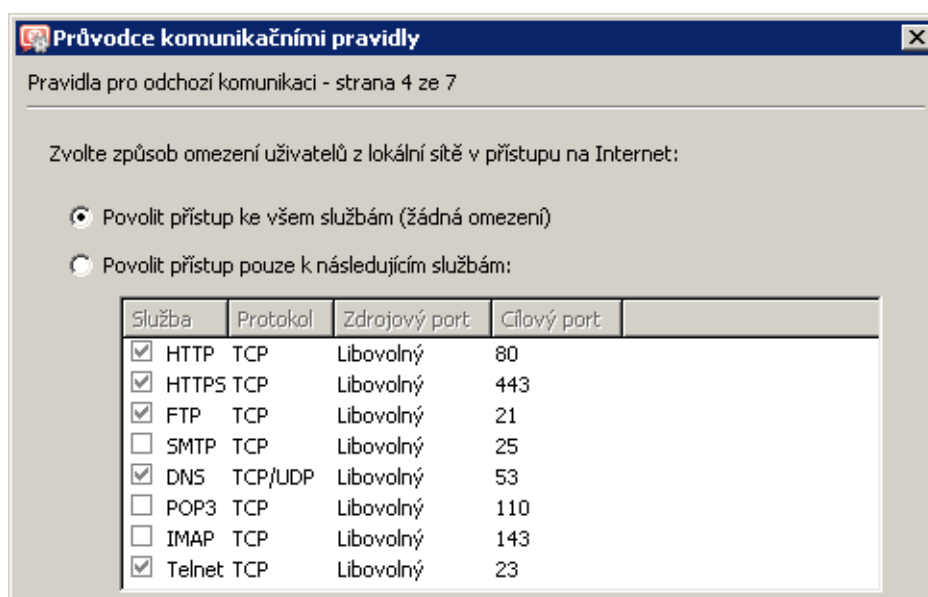 Průvodce komunikačními pravidly
Pravidla pro odchozí komunikaci - strana 4 ze 7
Zvolte způsob omezení uživatelů z lokální sítě v přístupu na Internet:
Povolit přístup ke všem službám (žádná omezení)
Povolit přístup pouze k následujícím službám:
Služba Protokol Zdrojový port Cílový port
HTTP TCP Libovolný 80
HTTPS TCP Libovolný 443
FTP TCP Libovolný 21
SMTP TCP Libovolný 25
DNS TCP/UDP Libovolný 53
POP3 TCP Libovolný 110
IMAP TCP Libovolný 143
Telnet TCP Libovolný 23